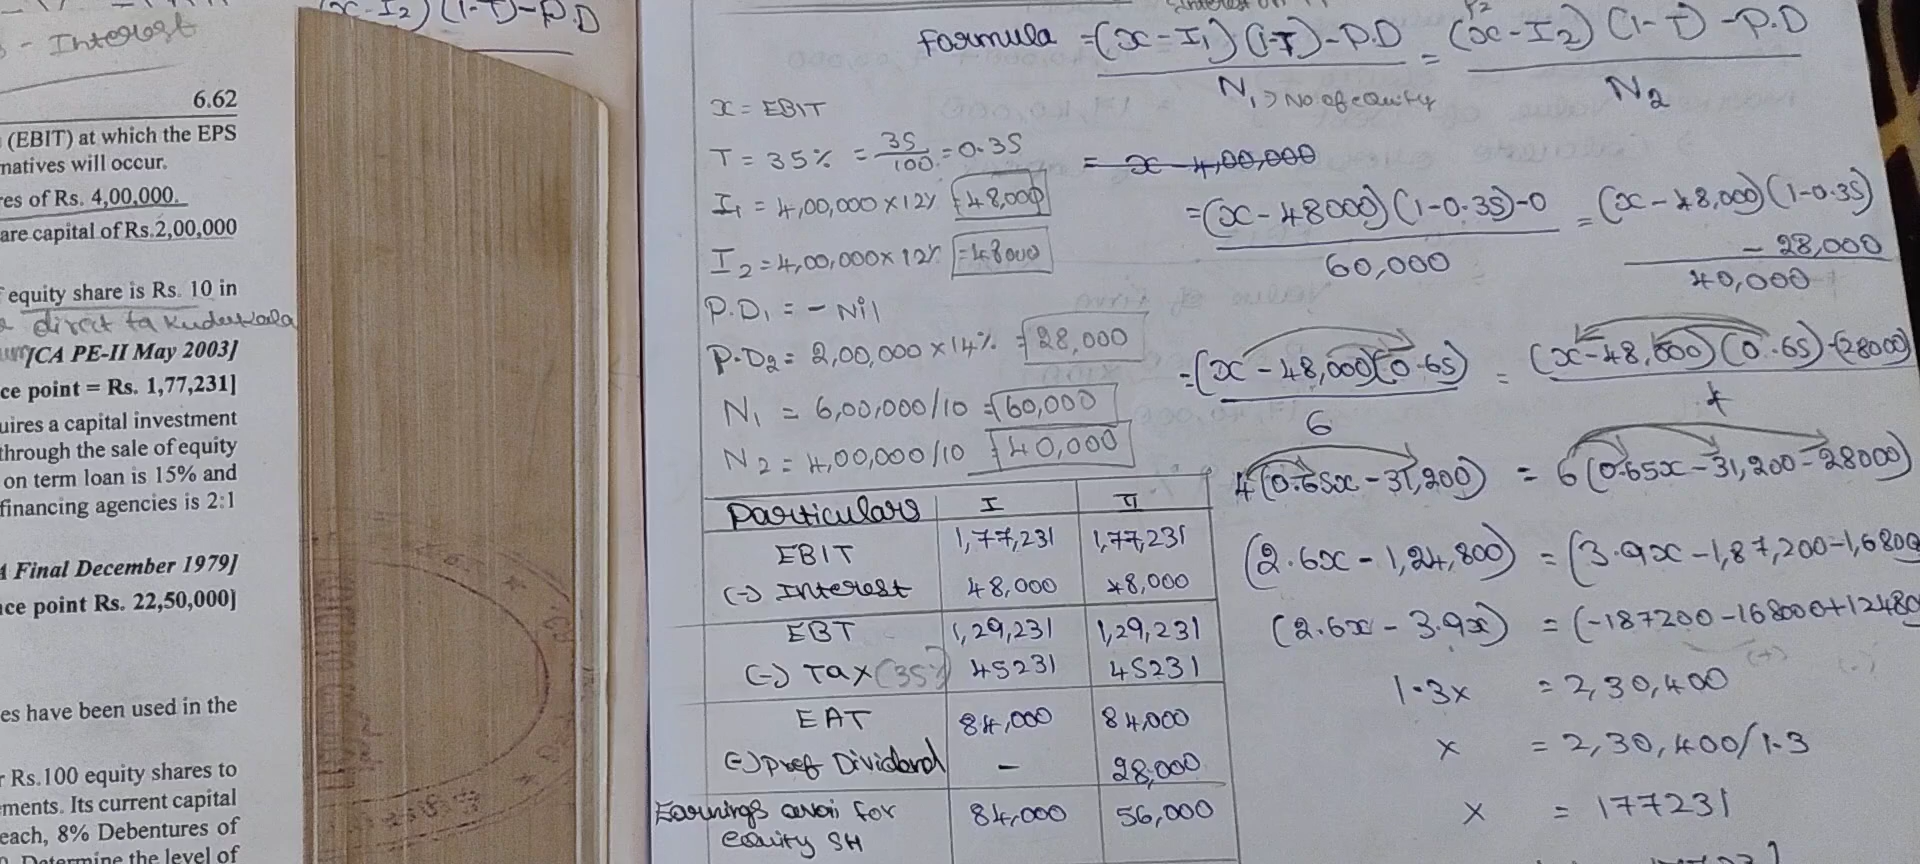 - Interest
6.62
(EBIT) at which the EPS
natives will occur.
res of Rs. 4,00,000.
are capital of Rs.2,00,000
equity share is Rs. 10 in
direct ta
[CA PE-II May 2003]
ce point = Rs. 1,77,231]
uires a capital investment
through the sale of equity
on term loan is 15% and
financing agencies is 2:1
Final December 1979]
ce point Rs. 22,50,000]
es have been used in the
r Rs.100 equity shares to
ments. Its current capital
each, 8% Debentures of
Determine the level of
(x-I2) (1-T)-P.D
Formula = (x-I1) (1-T)-P.D / N1 = (x-I2) (1-T) -P.D / N2
N1 → No of equity
x = EBIT
T = 35% = 35/100 = 0.35
= x - 4,00,000
I1 = 4,00,000 x 12% = 48,000
I2 = 4,00,000 x 12% = 48000
P.D1 = - Nil
P.D2 = 2,00,000 x 14% = 28,000
N1 = 6,00,000/10 = 60,000
N2 = 4,00,000/10 = 40,000
= (x - 48000) (1-0.35)-0 / 60,000 = (x - 48,000) (1-0.35) - 28,000 / 40,000
= (x - 48,000)(0.65) / 6 = (x - 48,000) (0.65) - (28000) / 4
4(0.65x - 31,200) = 6(0.65x - 31,200 - 28000)
(2.6x - 1,24,800) = (3.9x - 1,87,200 - 1,6800
(2.6x - 3.9x) = (-187200 - 168000 + 12480
1.3x = 2,30,400
x = 2,30,400/1.3
x = 177231
Particulars I II
EBIT 1,77,231 1,77,231
(-) Interest 48,000 48,000
EBT 1,29,231 1,29,231
(-) Tax (35%) 45231 45231
EAT 84,000 84,000
(-) Pref Dividend - 28,000
Earnings avai for 84,000 56,000
equity SH